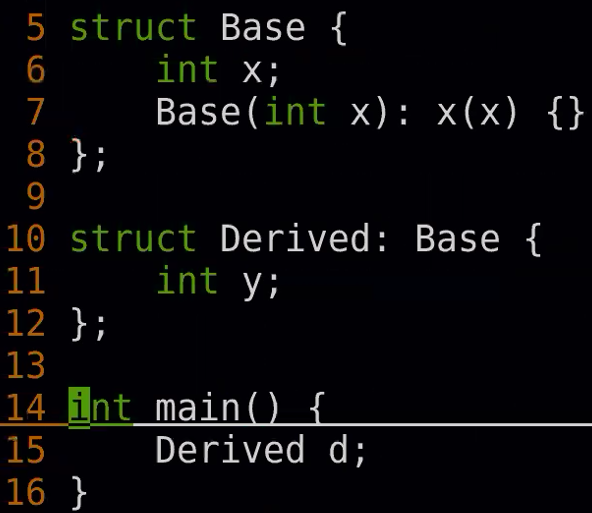 5 struct Base {
6     int x;
7     Base(int x): x(x) {}
8 };
9
10 struct Derived: Base {
11     int y;
12 };
13
14 int main() {
15     Derived d;
16 }